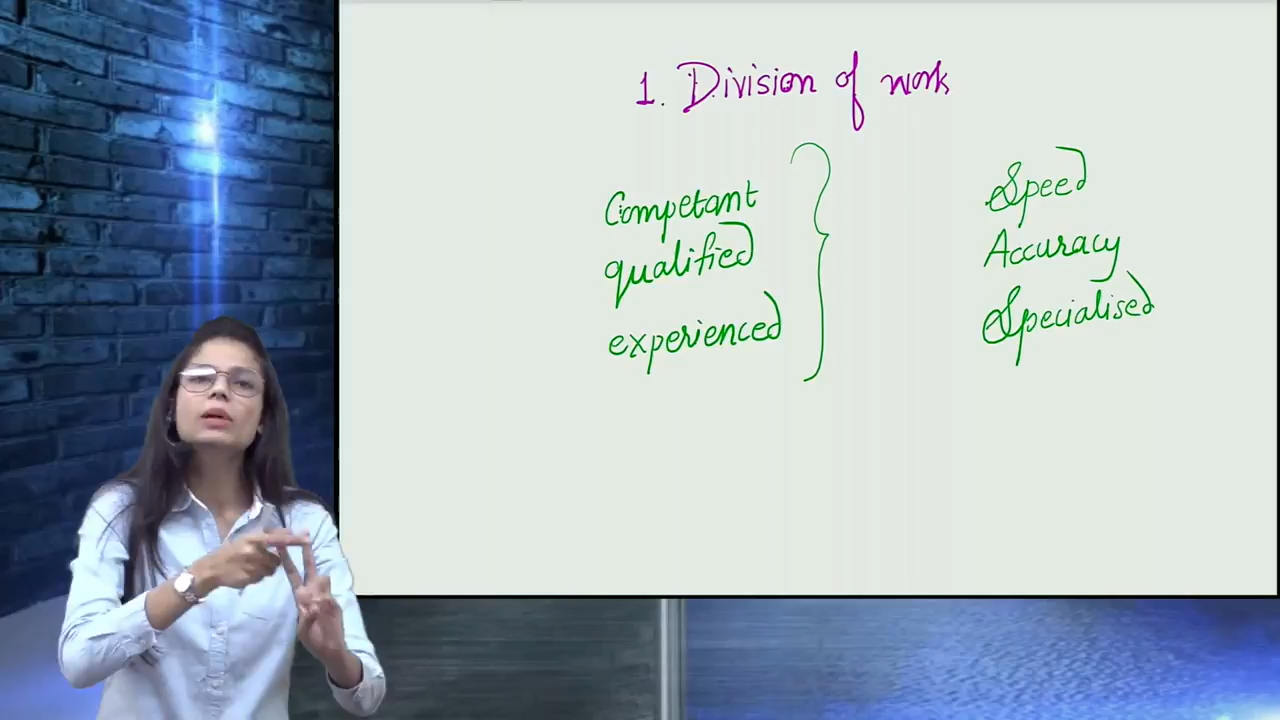 1. Division of work
Competant
qualified
experienced
Speed
Accuracy
Specialised